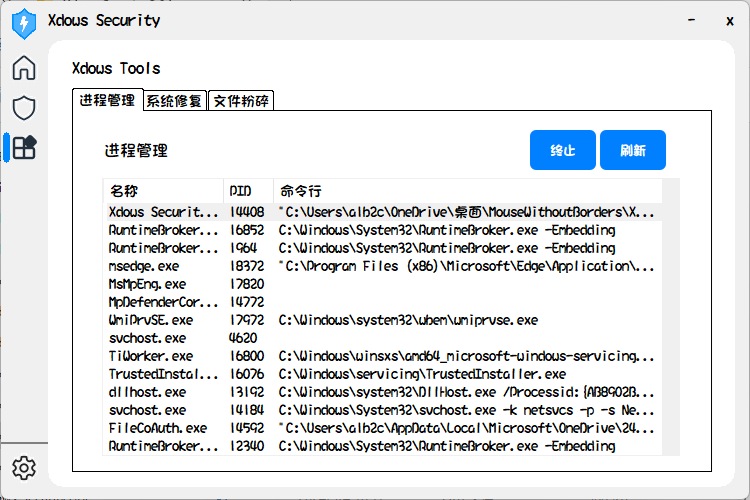 Xdows Security
Xdows Tools
进程管理 系统修复 文件粉碎
进程管理 终止 刷新
名称 PID 命令行
Xdows Securit... 14408 "C:\Users\a1b2c\OneDrive\桌面\MouseWithoutBorders\X...
RuntimeBroker... 16852 C:\Windows\System32\RuntimeBroker.exe -Embedding
RuntimeBroker... 1964 C:\Windows\System32\RuntimeBroker.exe -Embedding
msedge.exe 18372 "C:\Program Files (x86)\Microsoft\Edge\Application\...
MsMpEng.exe 17820
MpDefenderCor... 14772
WmiPrvSE.exe 17972 C:\Windows\system32\wbem\wmiprvse.exe
svchost.exe 4620
TiWorker.exe 16800 C:\Windows\winsxs\amd64_microsoft-windows-servicing...
TrustedInstal... 16076 C:\Windows\servicing\TrustedInstaller.exe
dllhost.exe 13192 C:\Windows\system32\DllHost.exe /Processid:{AB8902B...
svchost.exe 14184 C:\Windows\System32\svchost.exe -k netsvcs -p -s Ne...
FileCoAuth.exe 14592 "C:\Users\a1b2c\AppData\Local\Microsoft\OneDrive\24...
RuntimeBroker... 12340 C:\Windows\System32\RuntimeBroker.exe -Embedding